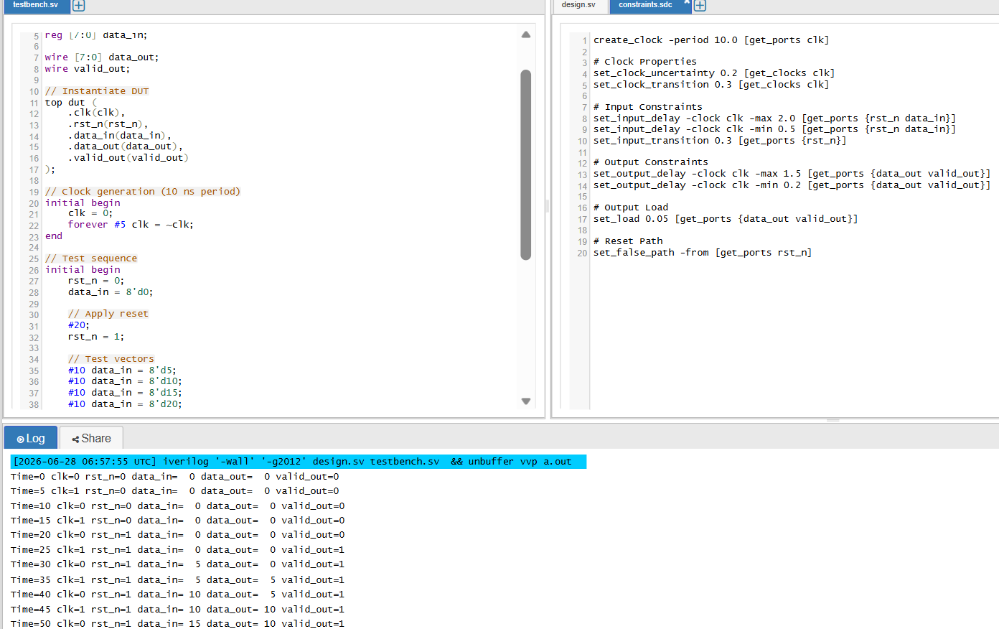 testbench.sv
5 reg [7:0] data_in;
6
7 wire [7:0] data_out;
8 wire valid_out;
9
10 // Instantiate DUT
11 top dut (
12     .clk(clk),
13     .rst_n(rst_n),
14     .data_in(data_in),
15     .data_out(data_out),
16     .valid_out(valid_out)
17 );
18
19 // Clock generation (10 ns period)
20 initial begin
21     clk = 0;
22     forever #5 clk = ~clk;
23 end
24
25 // Test sequence
26 initial begin
27     rst_n = 0;
28     data_in = 8'd0;
29
30     // Apply reset
31     #20;
32     rst_n = 1;
33
34     // Test vectors
35     #10 data_in = 8'd5;
36     #10 data_in = 8'd10;
37     #10 data_in = 8'd15;
38     #10 data_in = 8'd20;
design.sv constraints.sdc
1 create_clock -period 10.0 [get_ports clk]
2
3 # Clock Properties
4 set_clock_uncertainty 0.2 [get_clocks clk]
5 set_clock_transition 0.3 [get_clocks clk]
6
7 # Input Constraints
8 set_input_delay -clock clk -max 2.0 [get_ports {rst_n data_in}]
9 set_input_delay -clock clk -min 0.5 [get_ports {rst_n data_in}]
10 set_input_transition 0.3 [get_ports {rst_n}]
11
12 # Output Constraints
13 set_output_delay -clock clk -max 1.5 [get_ports {data_out valid_out}]
14 set_output_delay -clock clk -min 0.2 [get_ports {data_out valid_out}]
15
16 # Output Load
17 set_load 0.05 [get_ports {data_out valid_out}]
18
19 # Reset Path
20 set_false_path -from [get_ports rst_n]
Log Share
[2026-06-28 06:57:55 UTC] iverilog '-Wall' '-g2012' design.sv testbench.sv  && unbuffer vvp a.out
Time=0 clk=0 rst_n=0 data_in=  0 data_out=  0 valid_out=0
Time=5 clk=1 rst_n=0 data_in=  0 data_out=  0 valid_out=0
Time=10 clk=0 rst_n=0 data_in=  0 data_out=  0 valid_out=0
Time=15 clk=1 rst_n=0 data_in=  0 data_out=  0 valid_out=0
Time=20 clk=0 rst_n=1 data_in=  0 data_out=  0 valid_out=0
Time=25 clk=1 rst_n=1 data_in=  0 data_out=  0 valid_out=1
Time=30 clk=0 rst_n=1 data_in=  5 data_out=  0 valid_out=1
Time=35 clk=1 rst_n=1 data_in=  5 data_out=  5 valid_out=1
Time=40 clk=0 rst_n=1 data_in= 10 data_out=  5 valid_out=1
Time=45 clk=1 rst_n=1 data_in= 10 data_out= 10 valid_out=1
Time=50 clk=0 rst_n=1 data_in= 15 data_out= 10 valid_out=1